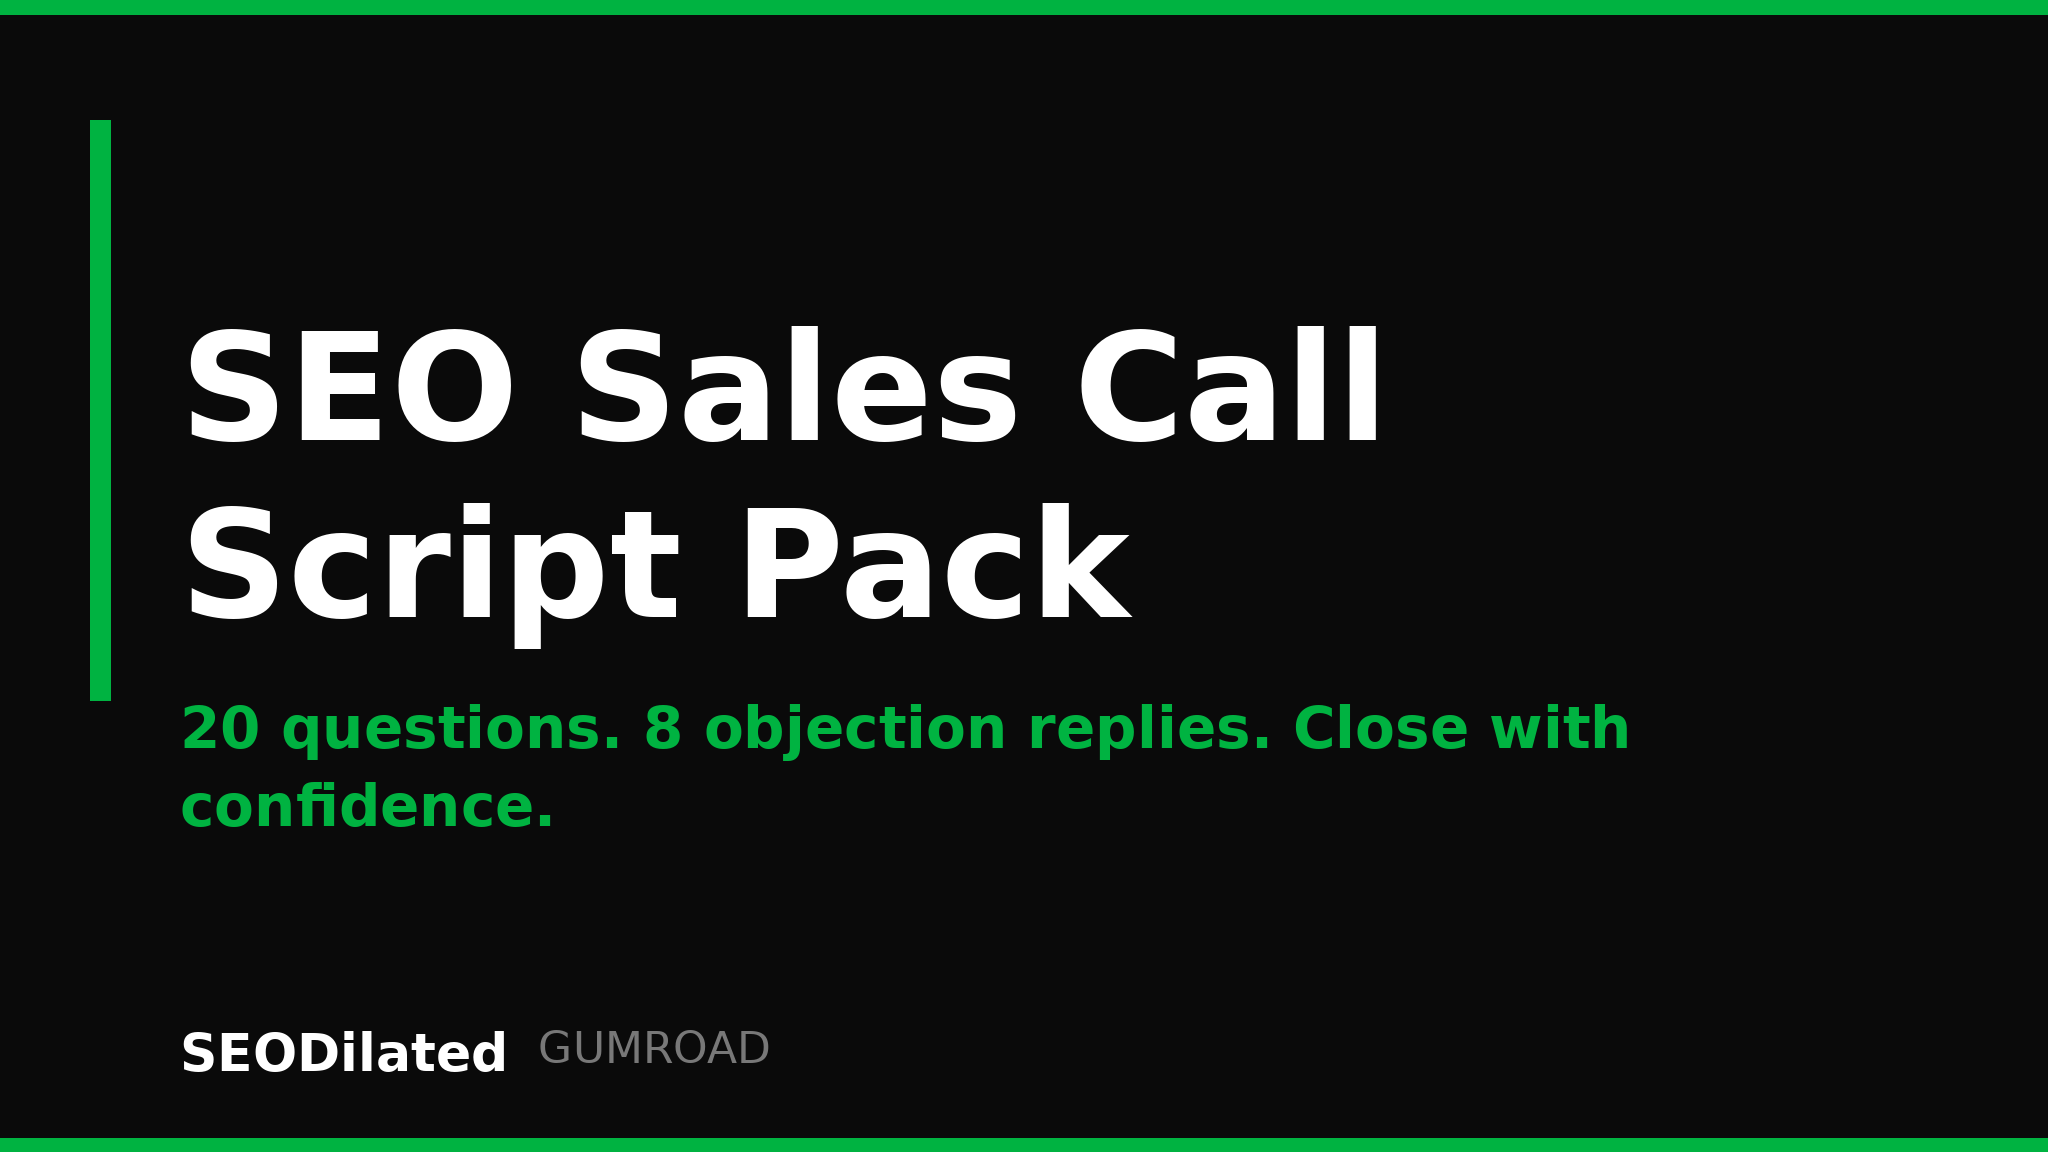 SEO Sales Call
Script Pack
20 questions. 8 objection replies. Close with
confidence.
SEODilated GUMROAD